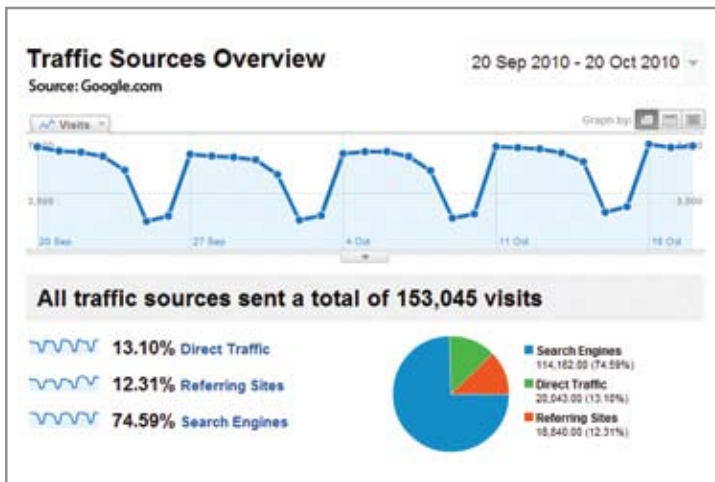 Traffic Sources Overview
20 Sep 2010 - 20 Oct 2010
Source: Google.com
Visits
Graph by:
3,500
20 Sep
27 Sep
4 Oct
11 Oct
18 Oct
All traffic sources sent a total of 153,045 visits
13.10% Direct Traffic
12.31% Referring Sites
74.59% Search Engines
Search Engines
114,162.00 (74.59%)
Direct Traffic
20,043.00 (13.10%)
Referring Sites
18,840.00 (12.31%)